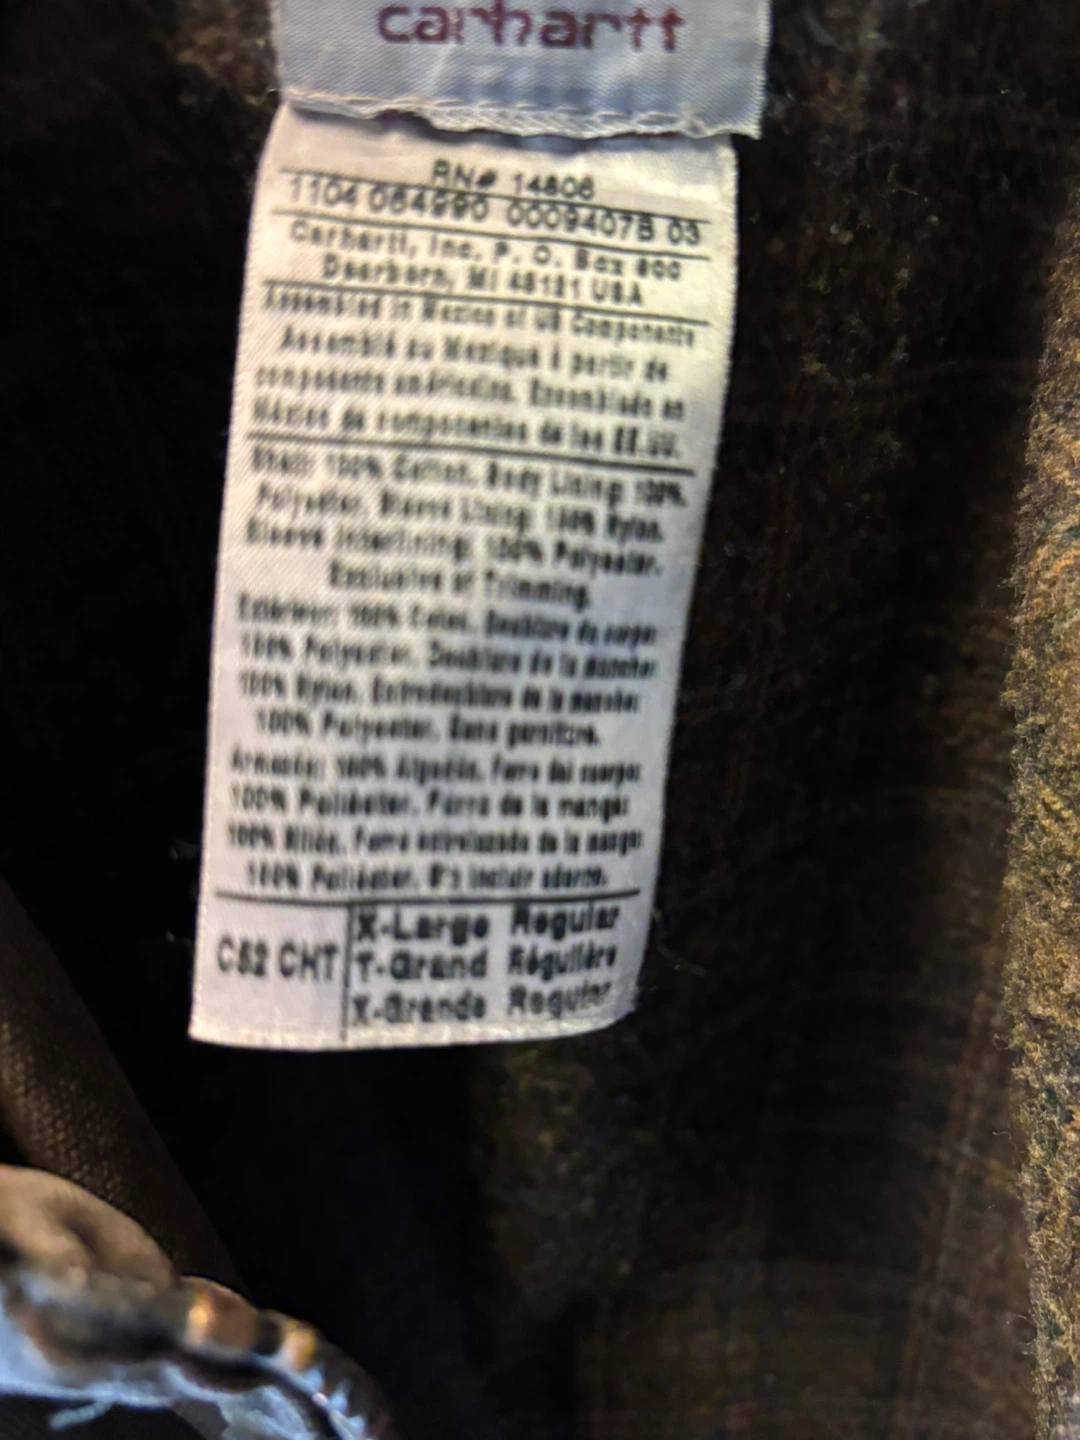 carhartt
RN# 14806
1104 064990 0009407B 03
Carhartt, Inc. P. O. Box 600
Dearborn, MI 48121 USA
Assembled in Mexico of US Components
Assemblé au Mexique à partir de
composants américains. Ensamblado en
México de componentes de los EE.UU.
Shell: 100% Cotton. Body Lining: 100%
Polyester. Sleeve Lining: 100% Nylon.
Sleeve Interlining: 100% Polyester.
Exclusive of Trimming.
Extérieur: 100% Coton. Doublure du corps:
100% Polyester. Doublure de la manche:
100% Nylon. Entredoublure de la manche:
100% Polyester. Sans garniture.
100% Algodón. Forro del cuerpo:
100% Poliéster. Forro de la manga:
100% Nilón. Forro entrelazado de la manga:
100% Poliéster. incluir adorno.
C52 CHT
X-Large Regular
T-Grand Régulière
X-Grande Regular